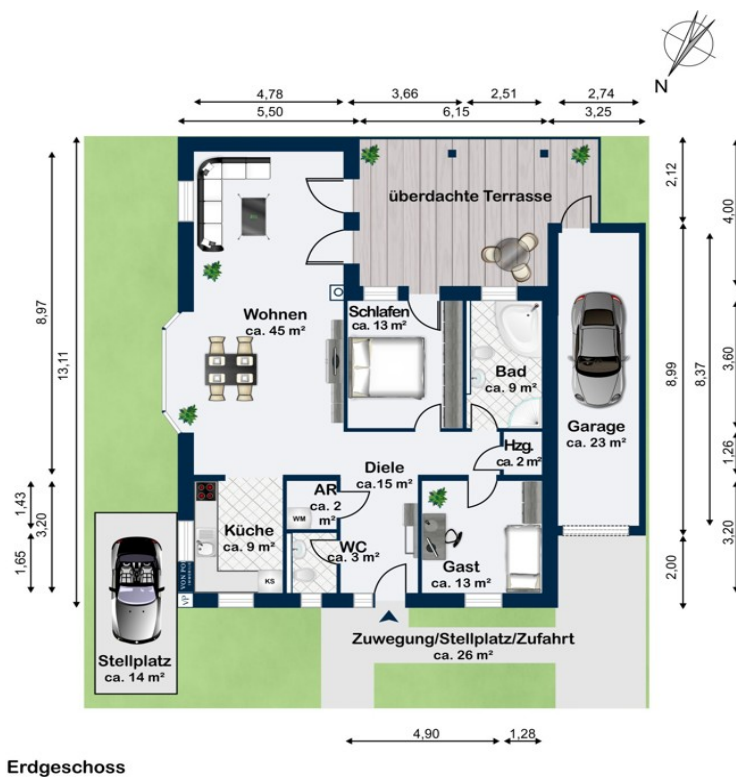 N
4,78
3,66
2,51
2,74
5,50
6,15
3,25
überdachte Terrasse
2,12
4,00
Wohnen
ca. 45 m²
Schlafen
ca. 13 m²
Bad
ca. 9 m²
Garage
ca. 23 m²
8,97
13,11
8,99
8,37
3,60
1,26
Hzg.
ca. 2 m²
Diele
ca.15 m²
AR
ca. 2
m²
WM
1,43
3,20
1,65
Küche
ca. 9 m²
KS
WC
ca. 3 m²
Gast
ca. 13 m²
2,00
3,20
VP
Stellplatz
ca. 14 m²
Zuwegung/Stellplatz/Zufahrt
ca. 26 m²
4,90
1,28
Erdgeschoss